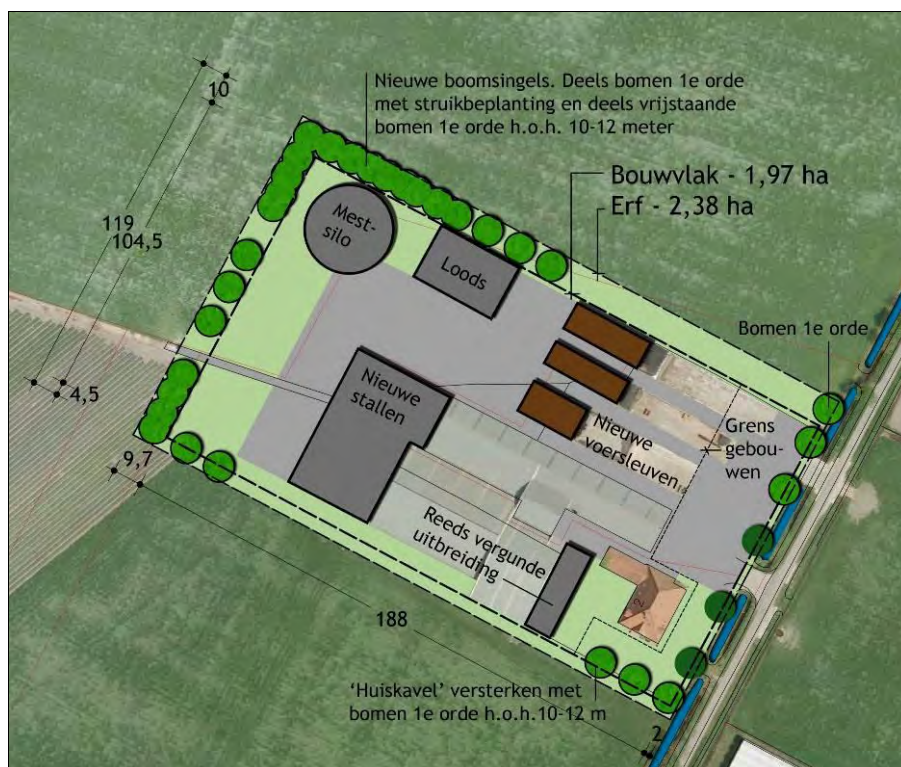 10
Nieuwe boomsingels. Deels bomen 1e orde
met struikbeplanting en deels vrijstaande
bomen 1e orde h.o.h. 10-12 meter
Bouwvlak - 1,97 ha
Erf - 2,38 ha
119
104,5
Mest-
silo
Loods
Bomen 1e orde
4,5
Nieuwe
stallen
Nieuwe
voersleuven
Grens
gebou-
wen
9,7
Reeds vergunde
uitbreiding
2
188
'Huiskavel' versterken met
bomen 1e orde h.o.h.10-12 m
2